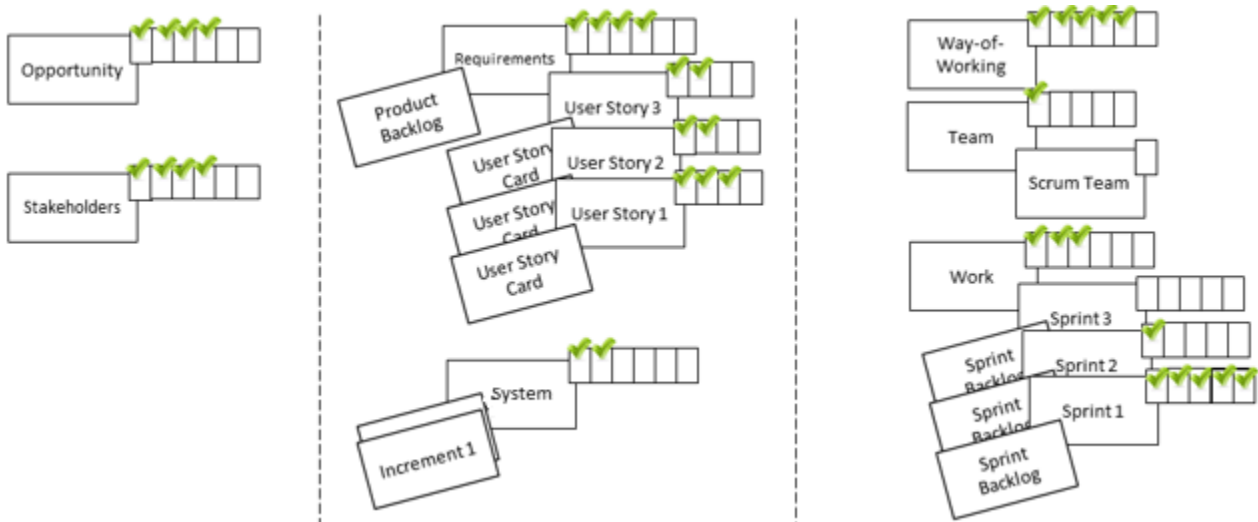 Opportunity
Stakeholders
Requirements
Product
Backlog
User Story 3
User Story
Card
User Story 2
User Story
Card
User Story 1
User Story
Card
System
Increment 1
Way-of-
Working
Team
Scrum Team
Work
Sprint 3
Sprint
Backlog
Sprint 2
Sprint
Backlog
Sprint 1
Sprint
Backlog